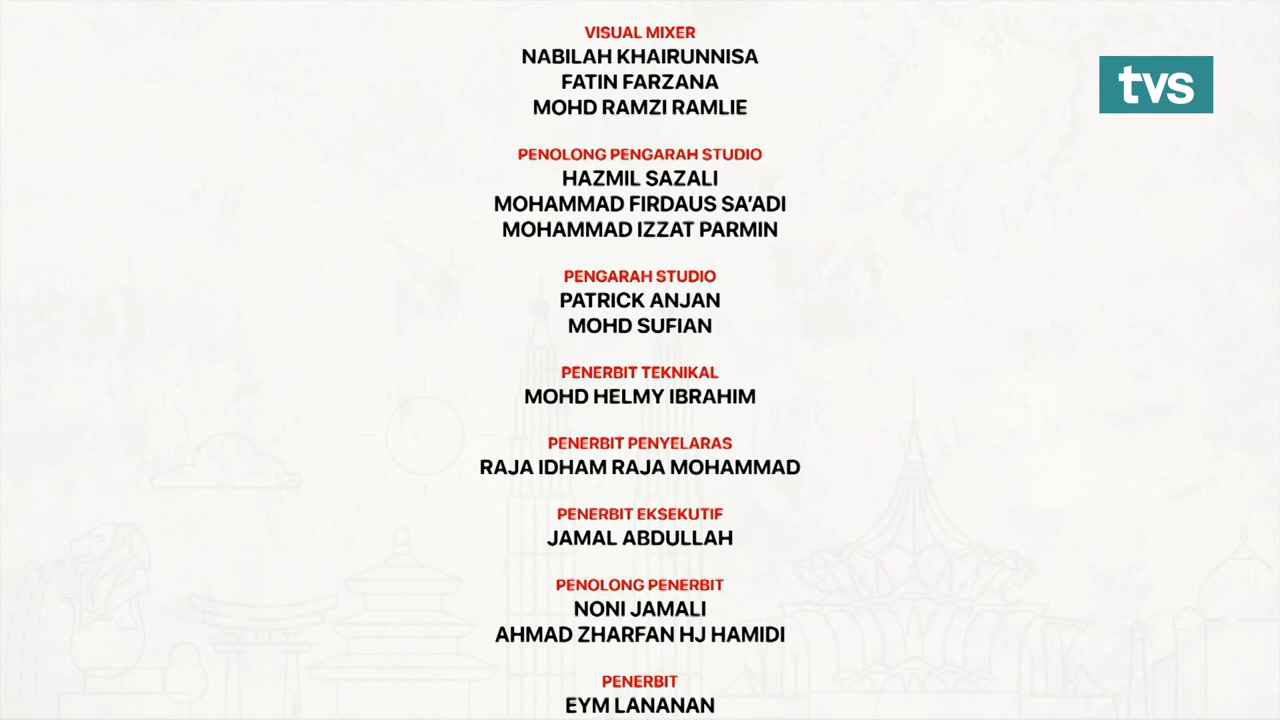 VISUAL MIXER
NABILAH KHAIRUNNISA
FATIN FARZANA
MOHD RAMZI RAMLIE
tvs
PENOLONG PENGARAH STUDIO
HAZMIL SAZALI
MOHAMMAD FIRDAUS SA'ADI
MOHAMMAD IZZAT PARMIN
PENGARAH STUDIO
PATRICK ANJAN
MOHD SUFIAN
PENERBIT TEKNIKAL
MOHD HELMY IBRAHIM
PENERBIT PENYELARAS
RAJA IDHAM RAJA MOHAMMAD
PENERBIT EKSEKUTIF
JAMAL ABDULLAH
PENOLONG PENERBIT
NONI JAMALI
AHMAD ZHARFAN HJ HAMIDI
PENERBIT
EYM LANANAN